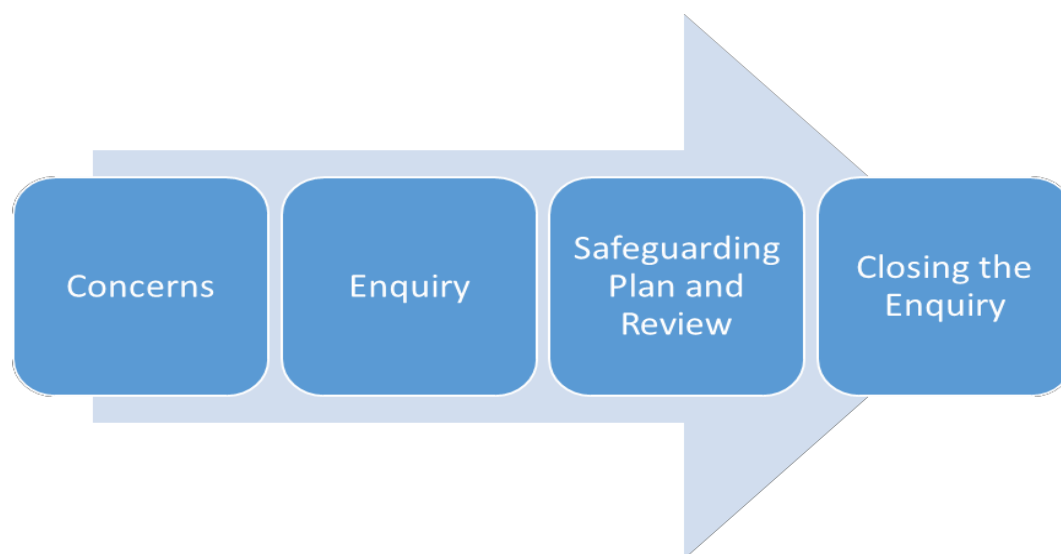 Concerns
Enquiry
Safeguarding
Plan and
Review
Closing the
Enquiry